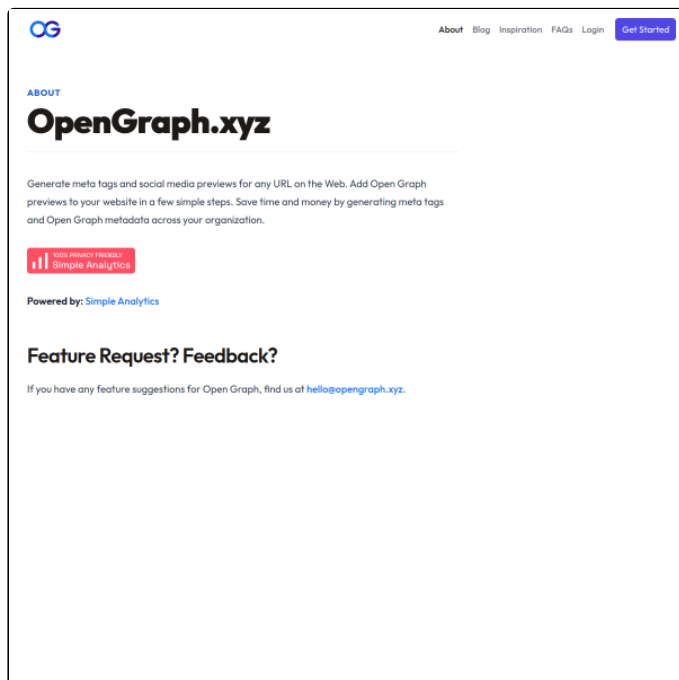 OG
About Blog Inspiration FAQs Login Get Started
ABOUT
OpenGraph.xyz
Generate meta tags and social media previews for any URL on the Web. Add Open Graph
previews to your website in a few simple steps. Save time and money by generating meta tags
and Open Graph metadata across your organization.
100% PRIVACY FRIENDLY
Simple Analytics
Powered by: Simple Analytics
Feature Request? Feedback?
If you have any feature suggestions for Open Graph, find us at hello@opengraph.xyz.